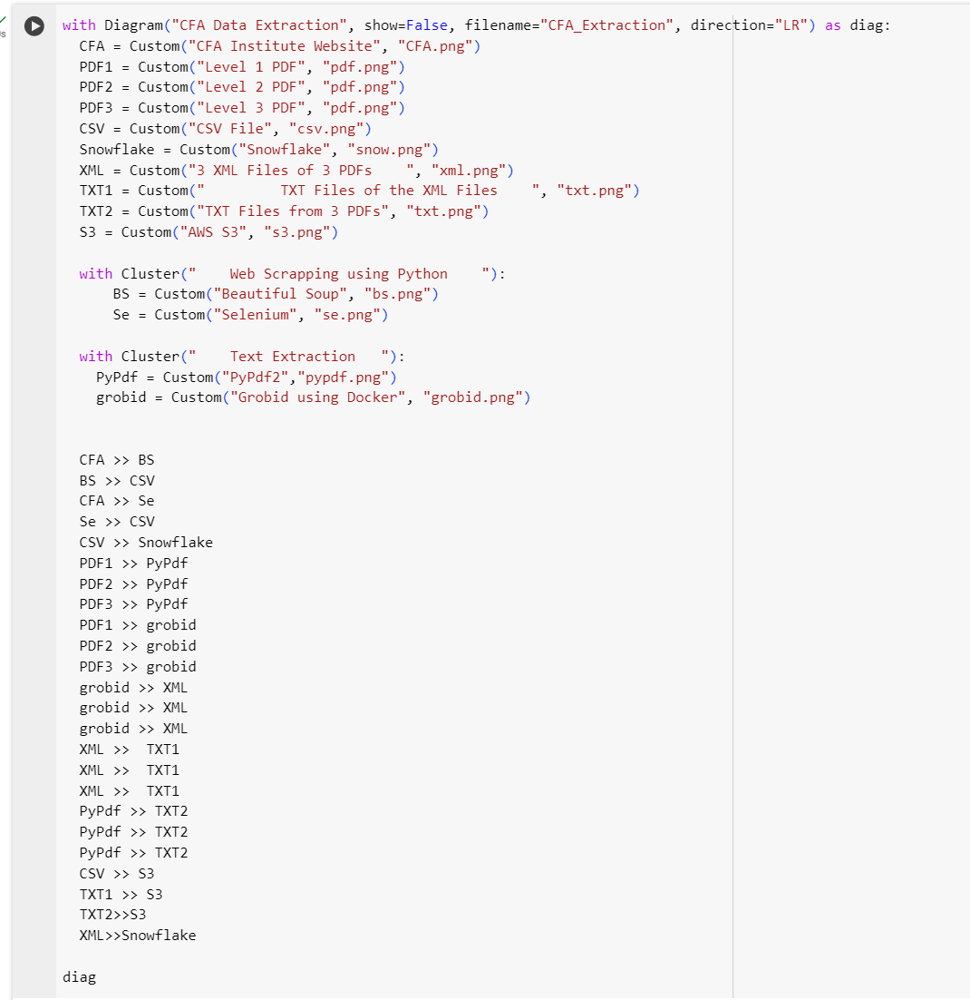 with Diagram("CFA Data Extraction", show=False, filename="CFA_Extraction", direction="LR") as diag:
  CFA = Custom("CFA Institute Website", "CFA.png")
  PDF1 = Custom("Level 1 PDF", "pdf.png")
  PDF2 = Custom("Level 2 PDF", "pdf.png")
  PDF3 = Custom("Level 3 PDF", "pdf.png")
  CSV = Custom("CSV File", "csv.png")
  Snowflake = Custom("Snowflake", "snow.png")
  XML = Custom("3 XML Files of 3 PDFs    ", "xml.png")
  TXT1 = Custom("         TXT Files of the XML Files    ", "txt.png")
  TXT2 = Custom("TXT Files from 3 PDFs", "txt.png")
  S3 = Custom("AWS S3", "s3.png")

  with Cluster("    Web Scrapping using Python    "):
      BS = Custom("Beautiful Soup", "bs.png")
      Se = Custom("Selenium", "se.png")

  with Cluster("    Text Extraction   "):
    PyPdf = Custom("PyPdf2","pypdf.png")
    grobid = Custom("Grobid using Docker", "grobid.png")


  CFA >> BS
  BS >> CSV
  CFA >> Se
  Se >> CSV
  CSV >> Snowflake
  PDF1 >> PyPdf
  PDF2 >> PyPdf
  PDF3 >> PyPdf
  PDF1 >> grobid
  PDF2 >> grobid
  PDF3 >> grobid
  grobid >> XML
  grobid >> XML
  grobid >> XML
  XML >>  TXT1
  XML >>  TXT1
  XML >>  TXT1
  PyPdf >> TXT2
  PyPdf >> TXT2
  PyPdf >> TXT2
  CSV >> S3
  TXT1 >> S3
  TXT2>>S3
  XML>>Snowflake

diag